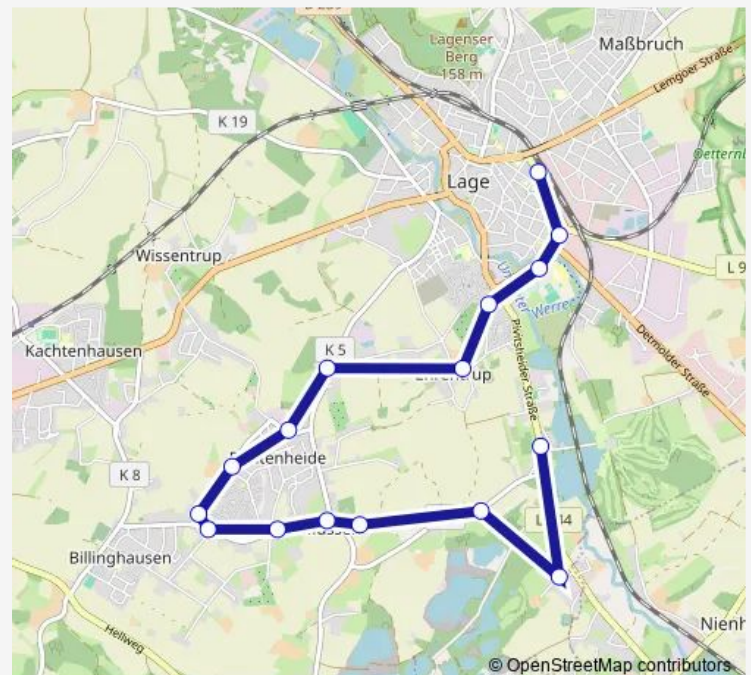 Lagenser
Berg
158 m
Maßbruch
Lemgoer Straße
K 19
Lage
Wissentrup
L 9
K 5
Kachtenhausen
Pivitsheider Straße
Detmolder Straße
K 8
Billinghausen
Hellweg
Nienh
© OpenStreetMap contributors